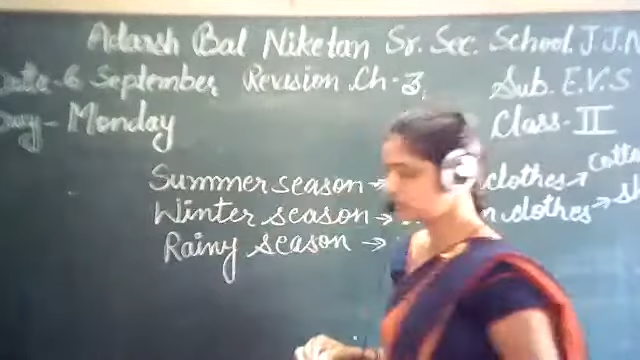 Adarsh Bal Niketan Sr. Sec. School. J.J.N
Date-6 September Revision Ch-3. Sub. E.V.S
Day-Monday Class-II
Summer season → clothes →
Winter season → clothes →
Rainy season →